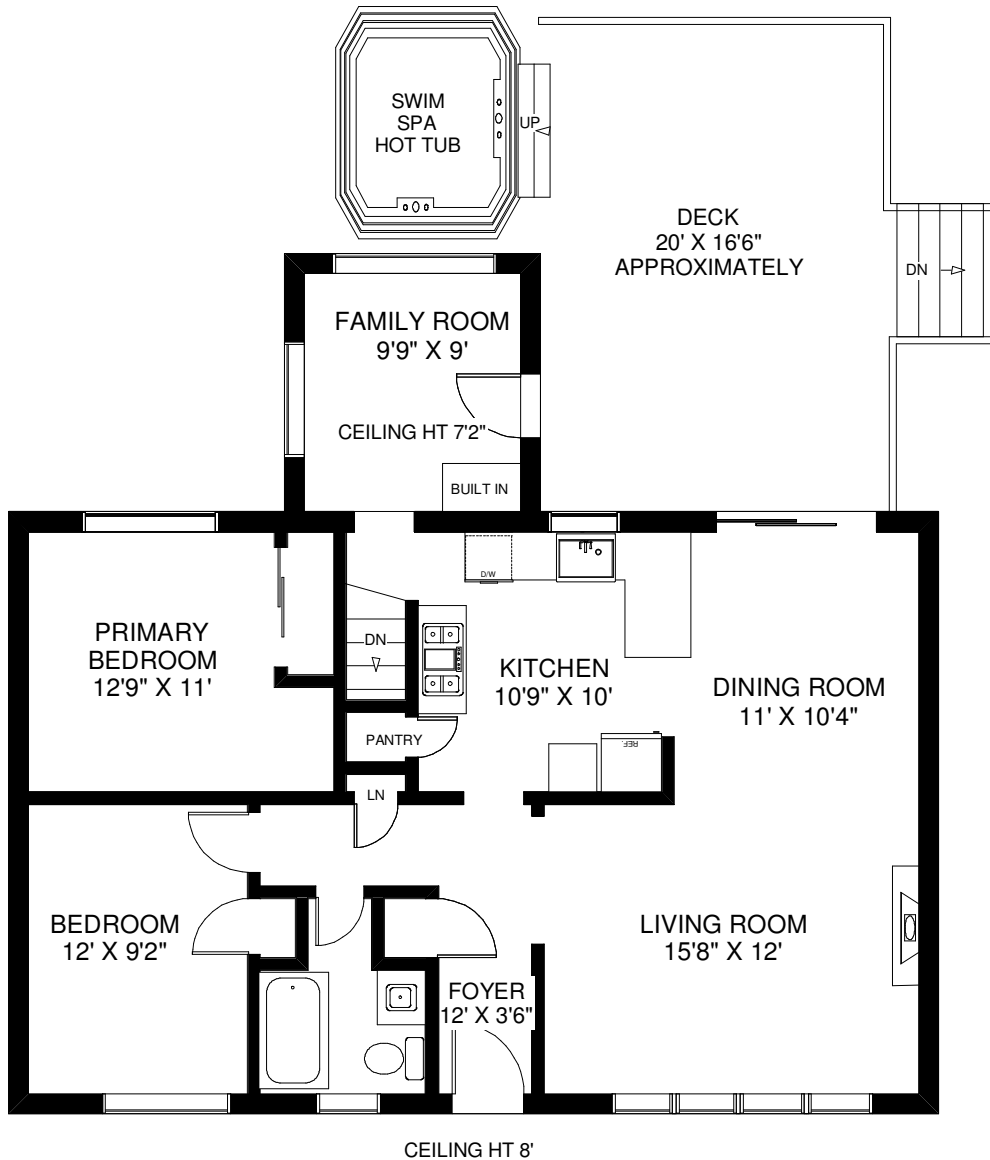 SWIM
SPA
HOT TUB
UP
DECK
20' X 16'6"
APPROXIMATELY
DN
FAMILY ROOM
9'9" X 9'
CEILING HT 7'2"
BUILT IN
D/W
PRIMARY
BEDROOM
12'9" X 11'
DN
KITCHEN
10'9" X 10'
DINING ROOM
11' X 10'4"
PANTRY
REF.
LN
BEDROOM
12' X 9'2"
LIVING ROOM
15'8" X 12'
FOYER
12' X 3'6"
CEILING HT 8'